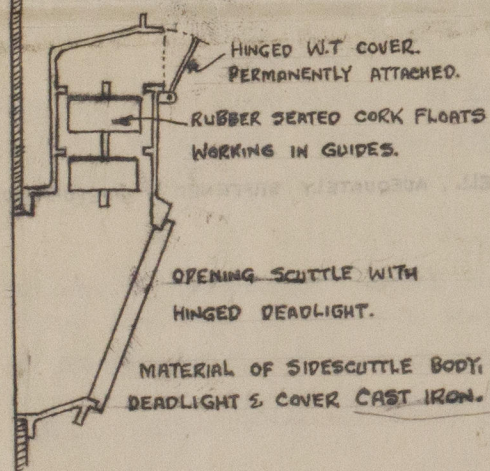 HINGED W.T COVER.
PERMANENTLY ATTACHED.
RUBBER SEATED CORK FLOATS
WORKING IN GUIDES.
OPENING SCUTTLE WITH
HINGED DEADLIGHT.
MATERIAL OF SIDESCUTTLE BODY,
DEADLIGHT & COVER CAST IRON.